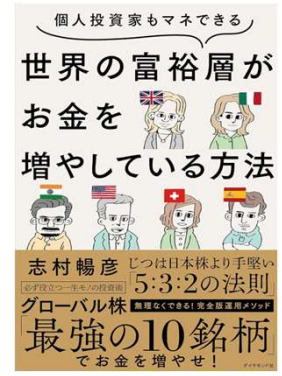 個人投資家もマネできる
世界の富裕層が
お金を
増やしている方法
志村暢彦
じつは日本株より手堅い
「5:3:2の法則」
必ず役立つ一生モノの投資術
グローバル株
無理なくできる!完全版運用メソッド
「最強の10銘柄」
でお金を増やせ!
ダイヤモンド社